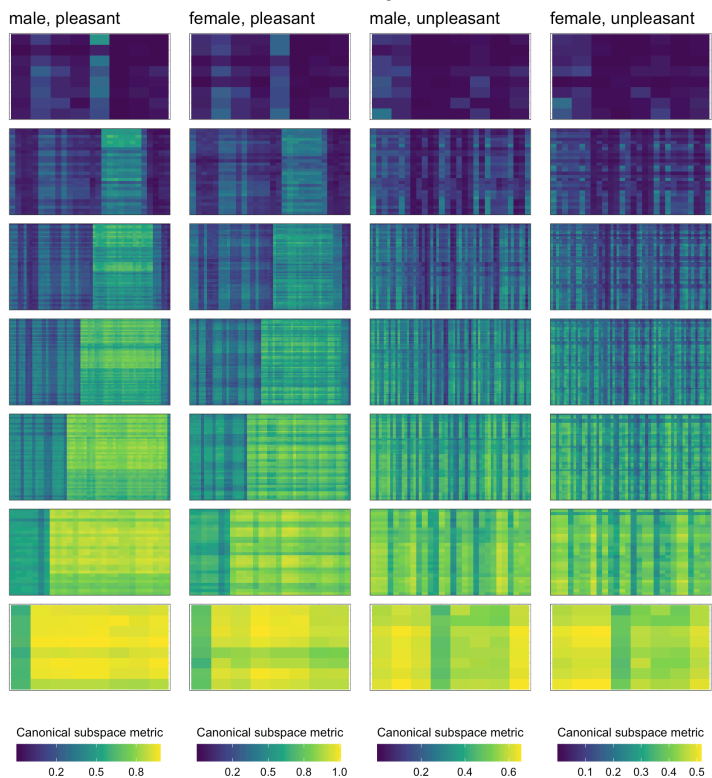 male, pleasant
female, pleasant
male, unpleasant
female, unpleasant
Canonical subspace metric
0.2 0.5 0.8
Canonical subspace metric
0.2 0.5 0.8 1.0
Canonical subspace metric
0.2 0.4 0.6
Canonical subspace metric
0.1 0.2 0.3 0.4 0.5